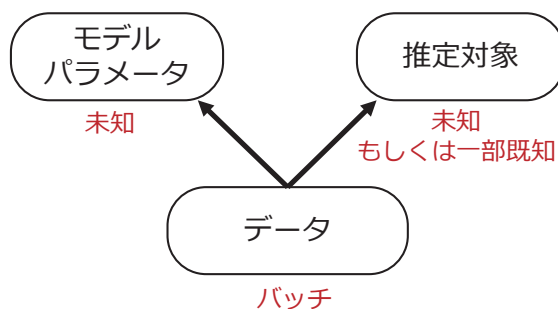 モデル
パラメータ
未知
推定対象
未知
もしくは一部既知
データ
バッチ